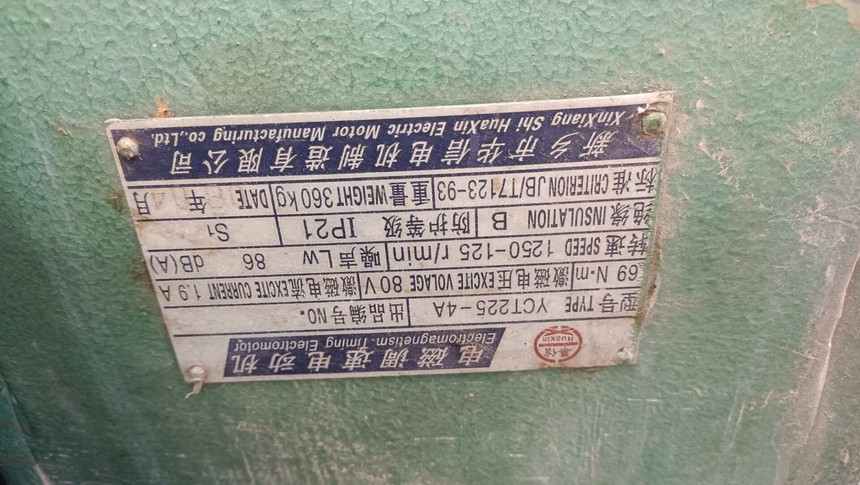 华信
Huaxin
电磁调速电动机
Electromagnetism. Timing Electromotor
型号 TYPE YCT225-4A 出品编号 NO.
69 N·m 激磁电压 EXCITE VOLAGE 80 V 激磁电流 EXCITE CURRENT 1.9 A
转速 SPEED 1250-125 r/min 噪声 Lw 86 dB(A)
绝缘 INSULATION B 防护等级 IP21 S1
标准 CRITERION JB/T7123-93 重量 WEIGHT 360 kg DATE 年 月
新乡市华信电机制造有限公司
XinXiang Shi HuaXin Electric Motor Manufacturing co.,Ltd.